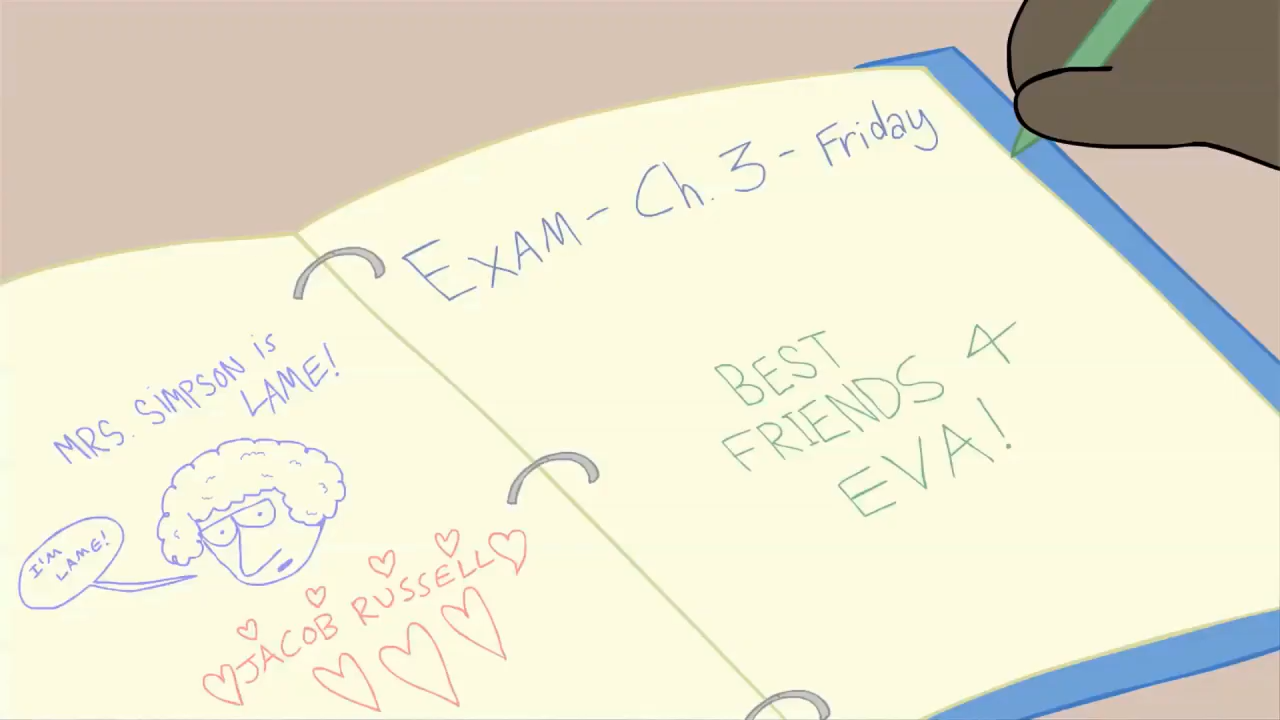 MRS. SiMPSON is
LAME!
I'M
LAME!
JACOB RUSSELL
EXAM - Ch. 3 - Friday
BEST
FRIENDS 4
EVA!